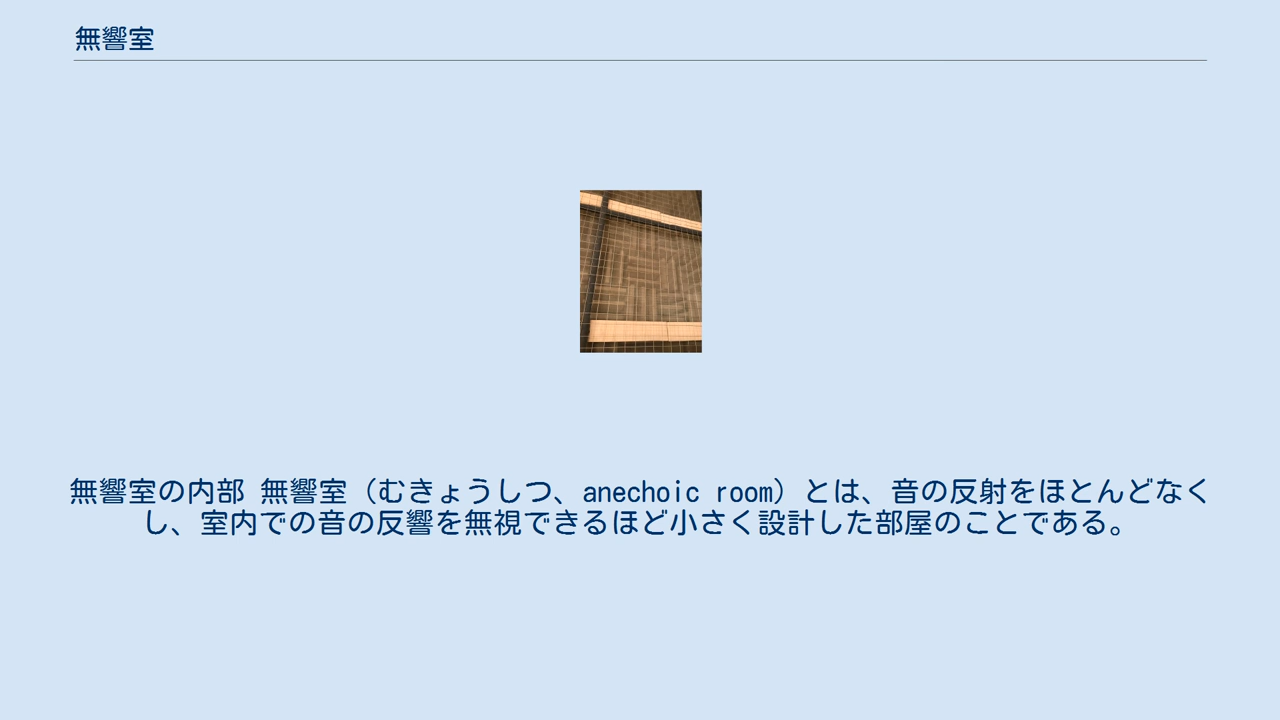 無響室
無響室の内部 無響室（むきょうしつ、anechoic room）とは、音の反射をほとんどなく
し、室内での音の反響を無視できるほど小さく設計した部屋のことである。